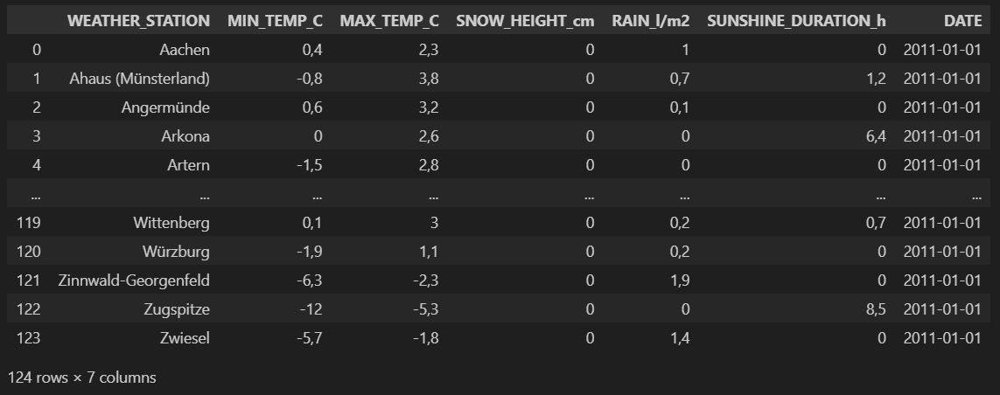 WEATHER_STATION MIN_TEMP_C MAX_TEMP_C SNOW_HEIGHT_cm RAIN_l/m2 SUNSHINE_DURATION_h DATE
0 Aachen 0,4 2,3 0 1 0 2011-01-01
1 Ahaus (Münsterland) -0,8 3,8 0 0,7 1,2 2011-01-01
2 Angermünde 0,6 3,2 0 0,1 0 2011-01-01
3 Arkona 0 2,6 0 0 6,4 2011-01-01
4 Artern -1,5 2,8 0 0 0 2011-01-01
... ... ... ... ... ... ... ...
119 Wittenberg 0,1 3 0 0,2 0,7 2011-01-01
120 Würzburg -1,9 1,1 0 0,2 0 2011-01-01
121 Zinnwald-Georgenfeld -6,3 -2,3 0 1,9 0 2011-01-01
122 Zugspitze -12 -5,3 0 0 8,5 2011-01-01
123 Zwiesel -5,7 -1,8 0 1,4 0 2011-01-01
124 rows × 7 columns